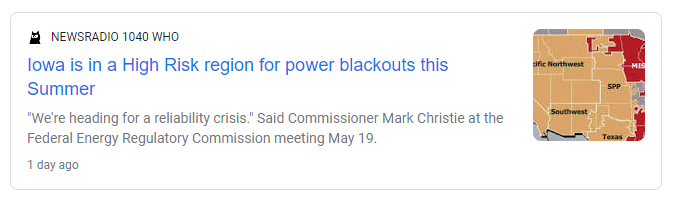 NEWSRADIO 1040 WHO
Iowa is in a High Risk region for power blackouts this
Summer
"We're heading for a reliability crisis." Said Commissioner Mark Christie at the
Federal Energy Regulatory Commission meeting May 19.
1 day ago
cific Northwest
MIS
SPP
Southwest
Texas